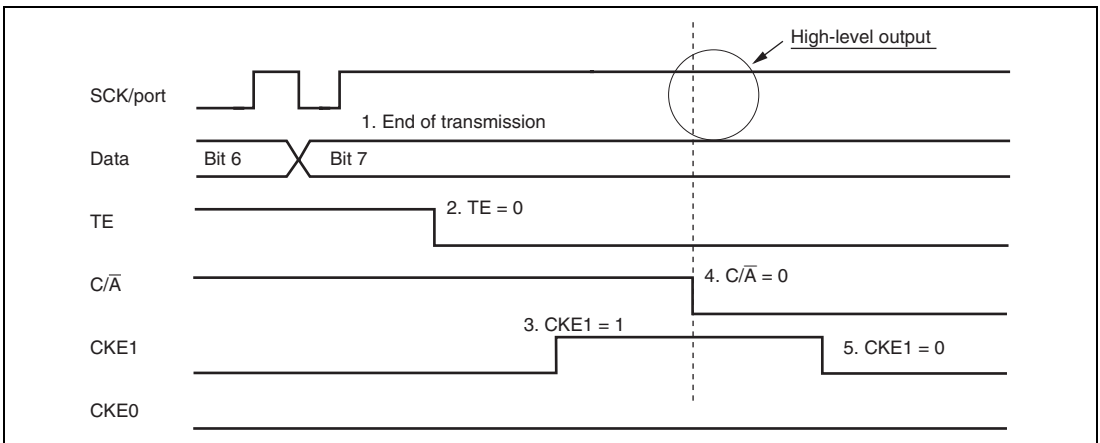 High-level output
SCK/port
1. End of transmission
Data
Bit 6
Bit 7
TE
2. TE = 0
C/A̅
4. C/A̅ = 0
3. CKE1 = 1
CKE1
5. CKE1 = 0
CKE0